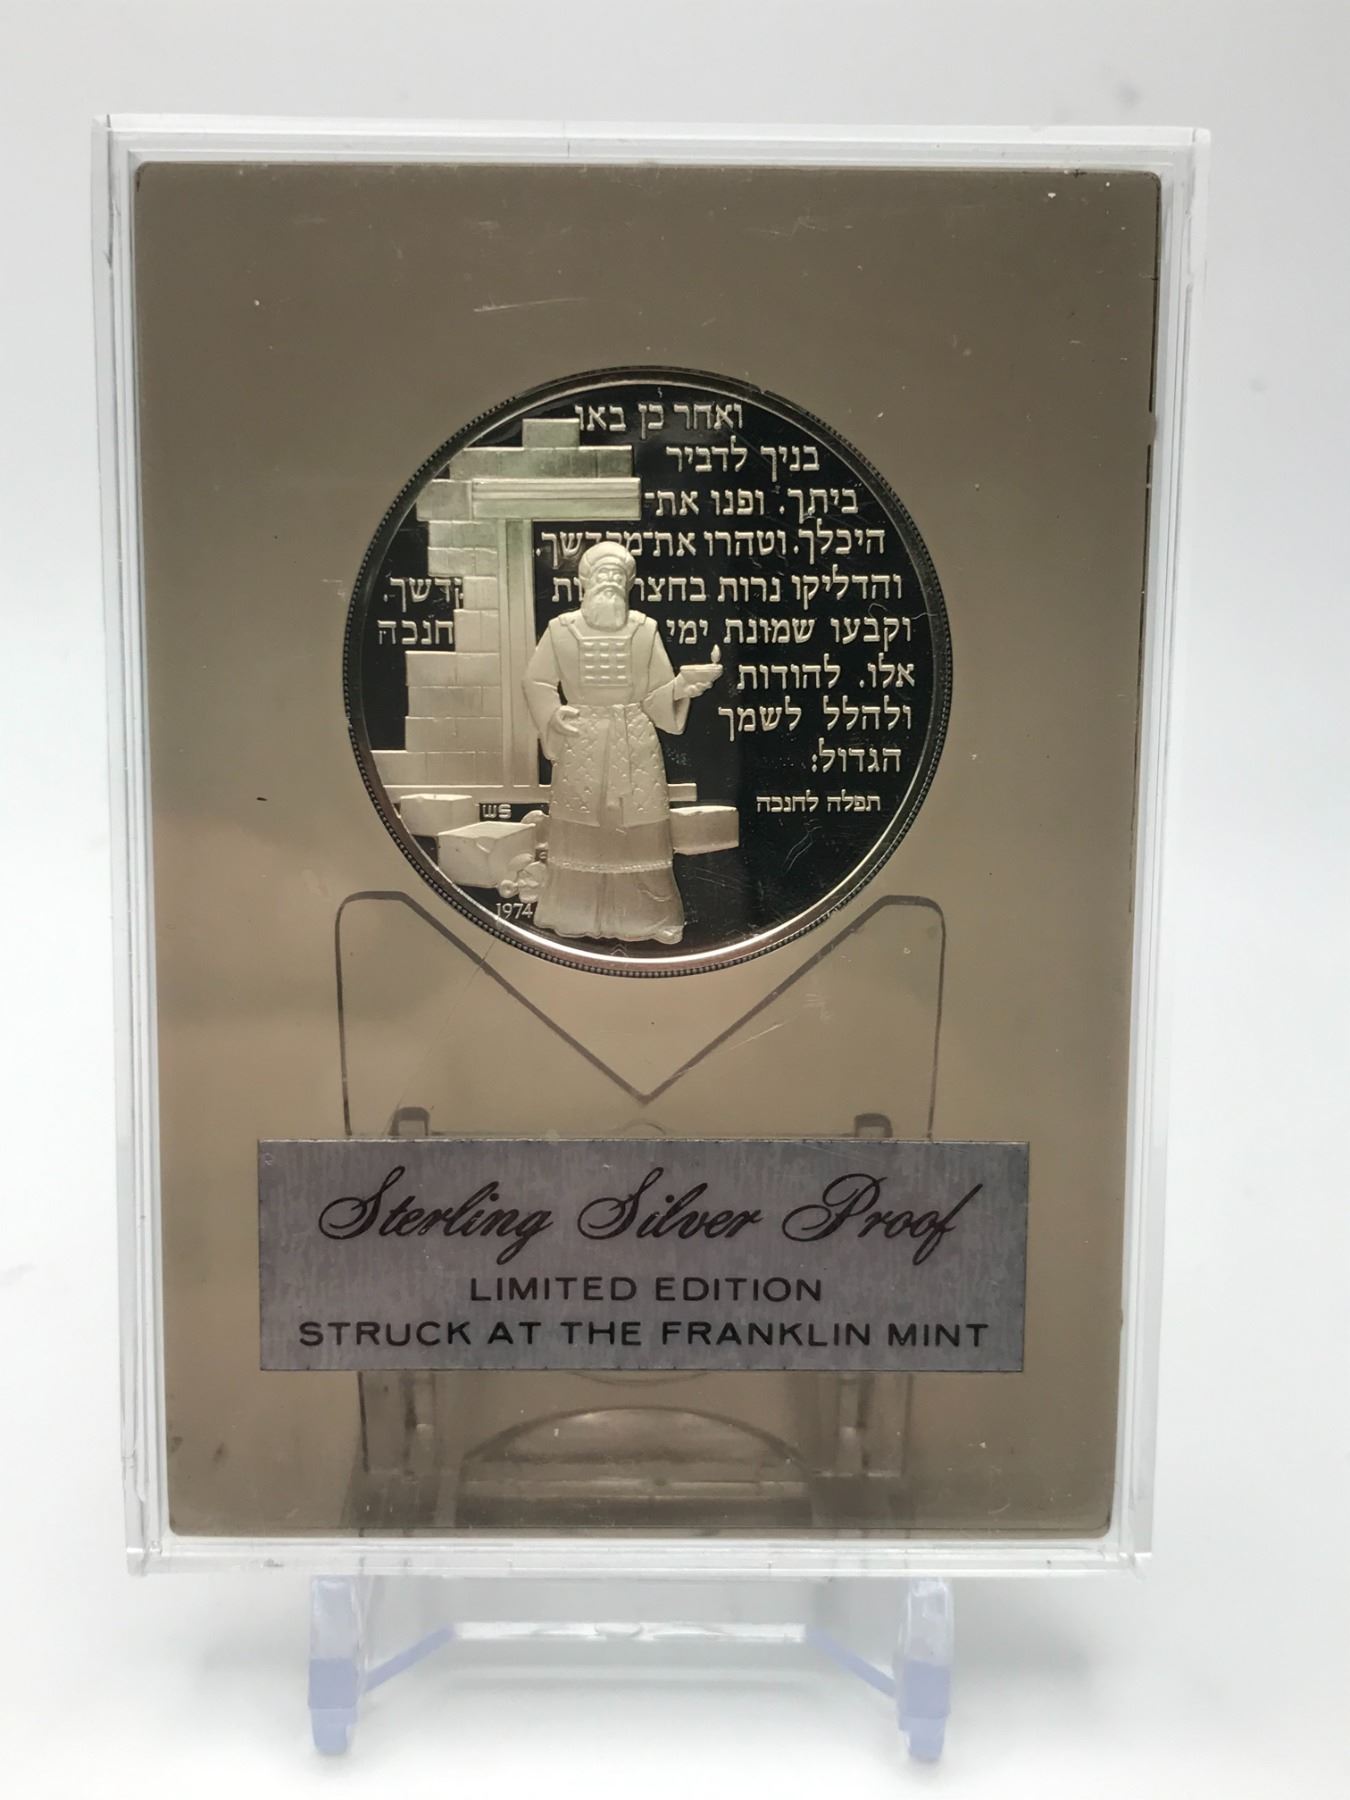 ואחר כן באו
בניך לדביר
ביתך. ופנו את־
היכלך. וטהרו את־מקדשך.
והדליקו נרות בחצרות קדשך.
וקבעו שמונת ימי חנכה
אלו. להודות
ולהלל לשמך
הגדול:
תפלה לחנכה
WS
1974
Sterling Silver Proof
LIMITED EDITION
STRUCK AT THE FRANKLIN MINT